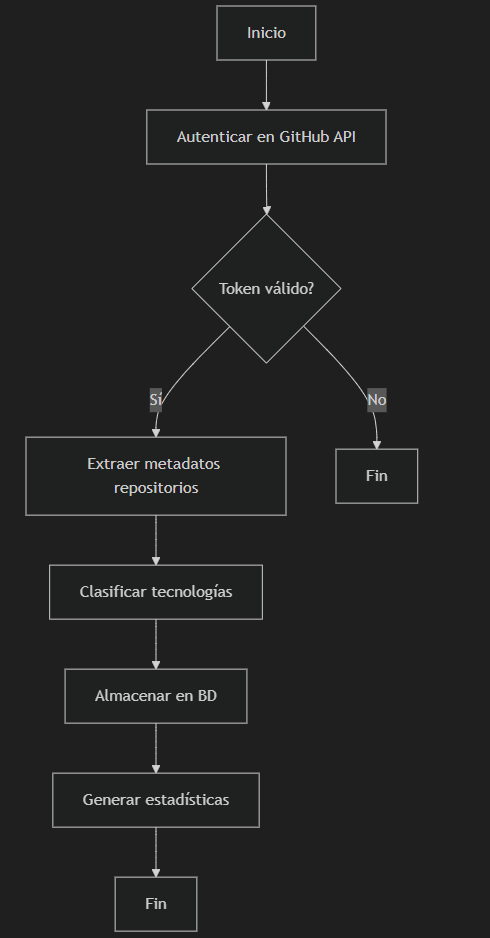 Inicio
Autenticar en GitHub API
Token válido?
Sí
No
Extraer metadatos
repositorios
Fin
Clasificar tecnologías
Almacenar en BD
Generar estadísticas
Fin